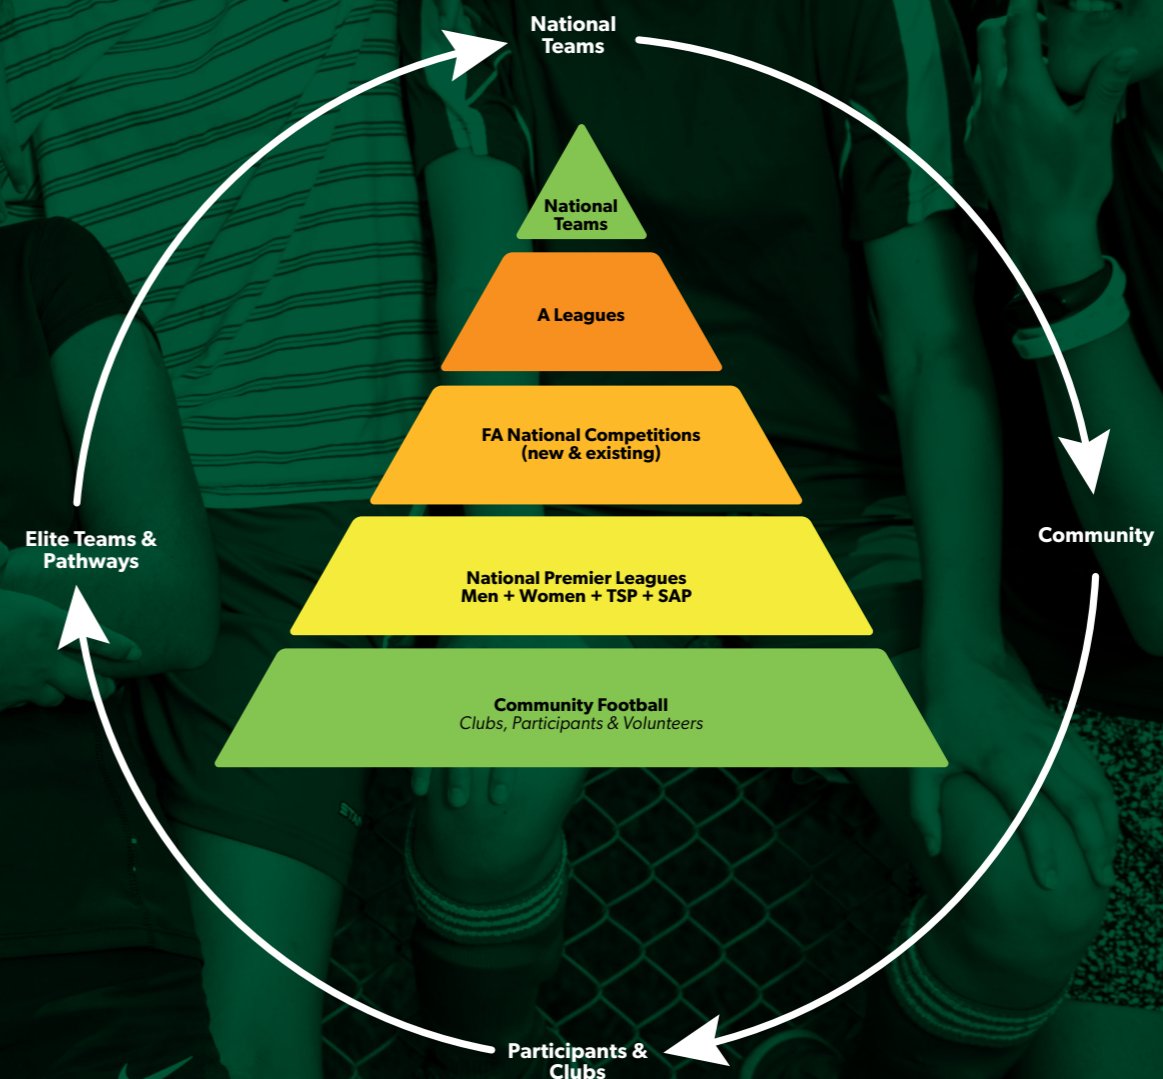 National
Teams
National
Teams
A Leagues
FA National Competitions
(new & existing)
Elite Teams &
Pathways
Community
National Premier Leagues
Men + Women + TSP + SAP
Community Football
Clubs, Participants & Volunteers
Participants &
Clubs